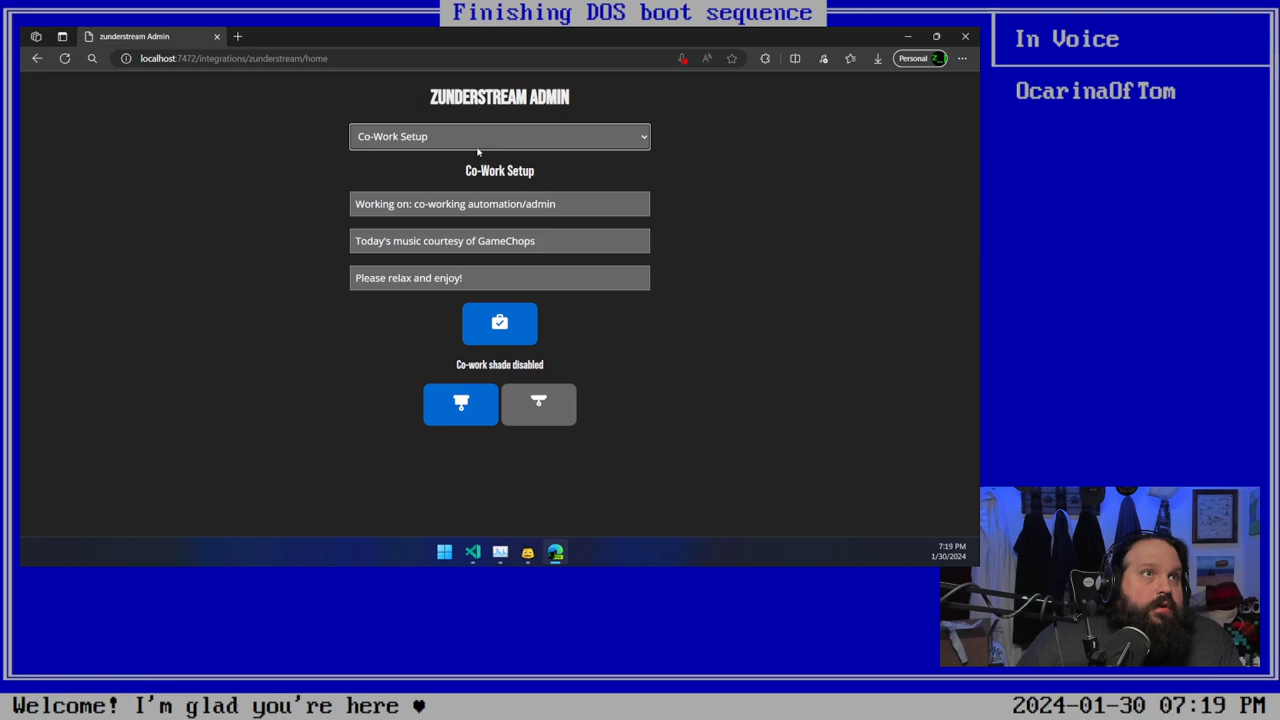 Finishing DOS boot sequence
zunderstream Admin
localhost:7472/integrations/zunderstream/home
Personal
ZUNDERSTREAM ADMIN
Co-Work Setup
Co-Work Setup
Working on: co-working automation/admin
Today's music courtesy of GameChops
Please relax and enjoy!
Co-work shade disabled
7:19 PM
1/30/2024
In Voice
OcarinaOfTom
Welcome! I'm glad you're here ♥
2024-01-30 07:19 PM